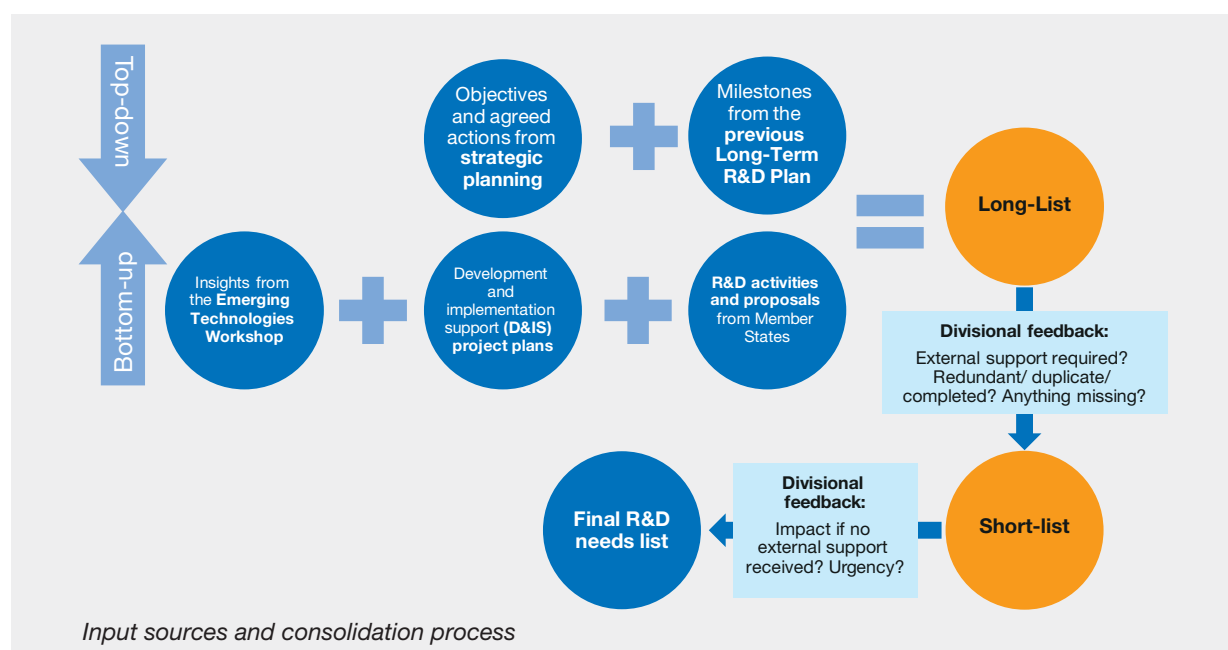 Top-down
Objectives
and agreed
actions from
strategic
planning
Milestones
from the
previous
Long-Term
R&D Plan
Long-List
Bottom-up
Insights from
the Emerging
Technologies
Workshop
Development
and
implementation
support (D&IS)
project plans
R&D activities
and proposals
from Member
States
Divisional feedback:
External support required?
Redundant/ duplicate/
completed? Anything missing?
Final R&D
needs list
Divisional
feedback:
Impact if no
external support
received? Urgency?
Short-list
Input sources and consolidation process